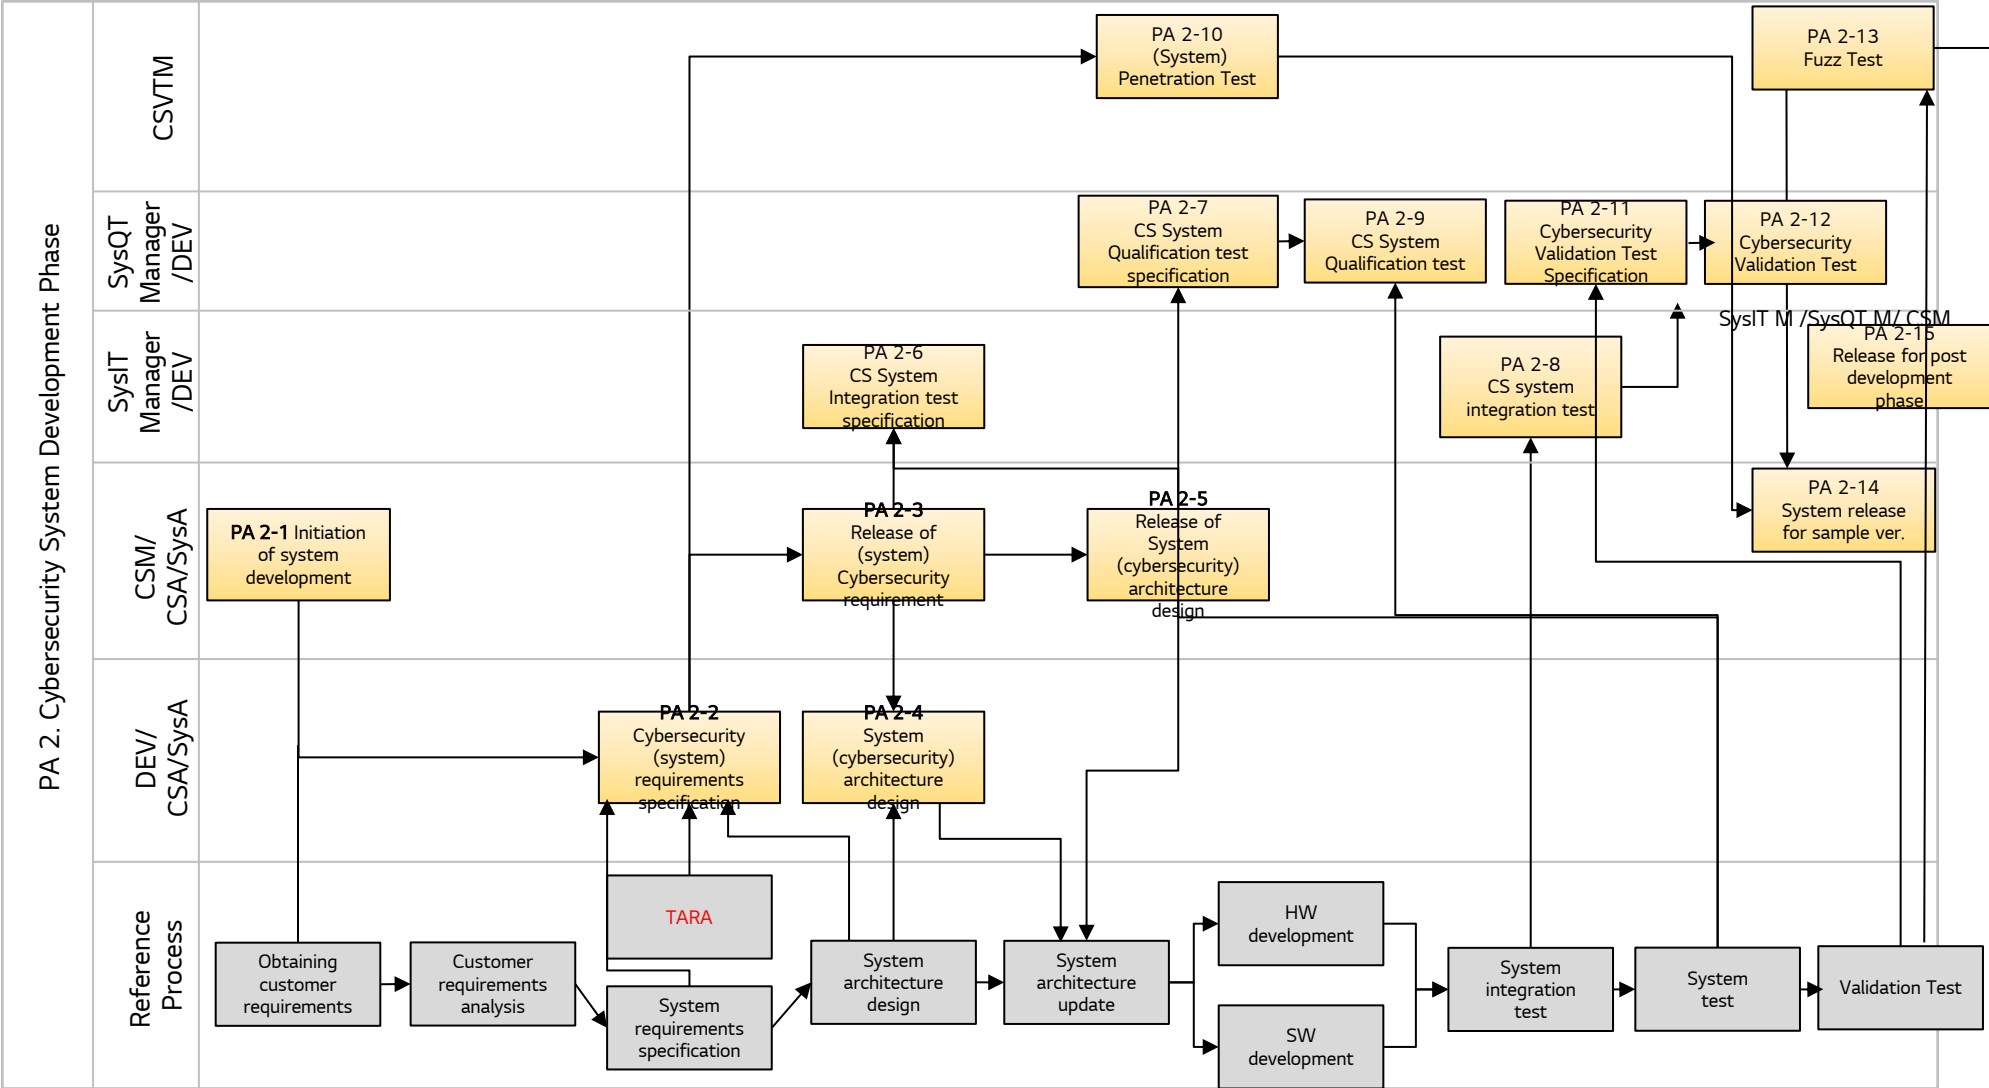 PA 2. Cybersecurity System Development Phase
CSVTM
PA 2-10
(System)
Penetration Test
PA 2-13
Fuzz Test
SysQT
Manager
/DEV
PA 2-7
CS System
Qualification test
specification
PA 2-9
CS System
Qualification test
PA 2-11
Cybersecurity
Validation Test
Specification
PA 2-12
Cybersecurity
Validation Test
SysIT
Manager
/DEV
PA 2-6
CS System
Integration test
specification
PA 2-8
CS system
integration test
SysIT M /SysQT M/ CSM
PA 2-15
Release for post
development
phase
CSM/
CSA/SysA
PA 2-1 Initiation
of system
development
PA 2-3
Release of
(system)
Cybersecurity
requirement
PA 2-5
Release of
System
(cybersecurity)
architecture
design
PA 2-14
System release
for sample ver.
DEV/
CSA/SysA
PA 2-2
Cybersecurity
(system)
requirements
specification
PA 2-4
System
(cybersecurity)
architecture
design
Reference
Process
Obtaining
customer
requirements
Customer
requirements
analysis
TARA
System
requirements
specification
System
architecture
design
System
architecture
update
HW
development
SW
development
System
integration
test
System
test
Validation Test